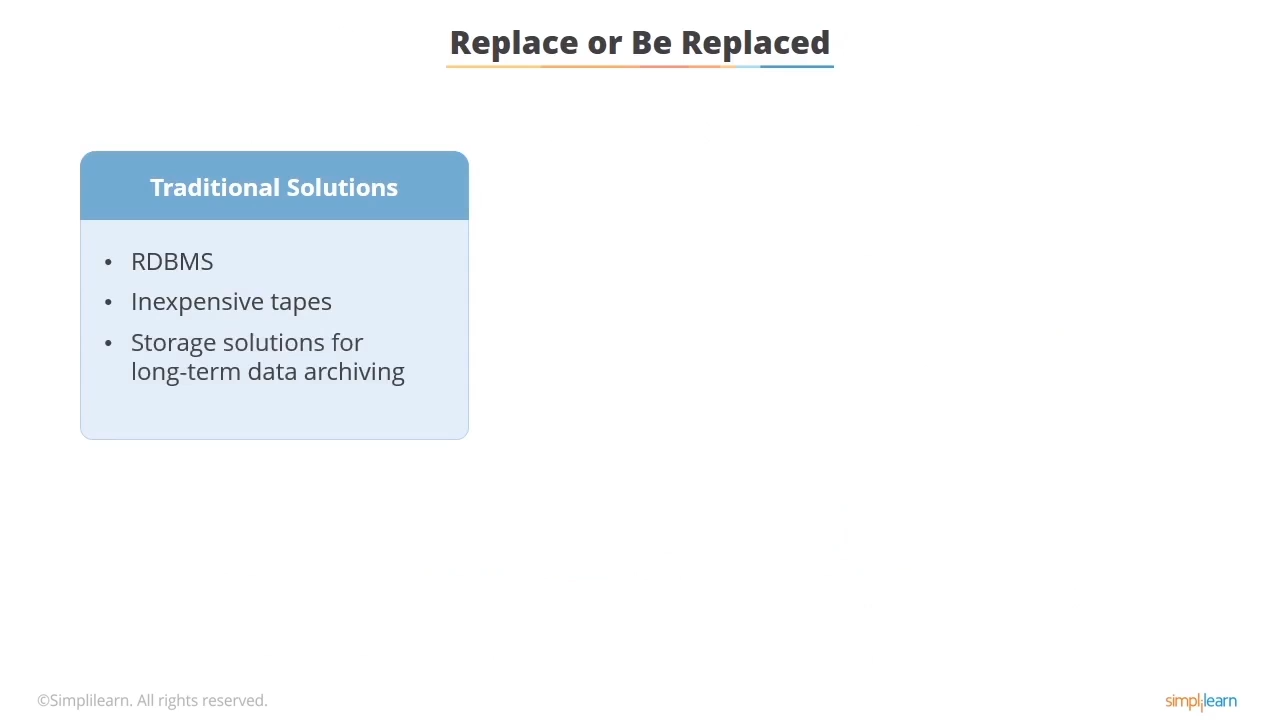 Replace or Be Replaced
Traditional Solutions
• RDBMS
• Inexpensive tapes
• Storage solutions for
long-term data archiving
©Simplilearn. All rights reserved.
simplilearn